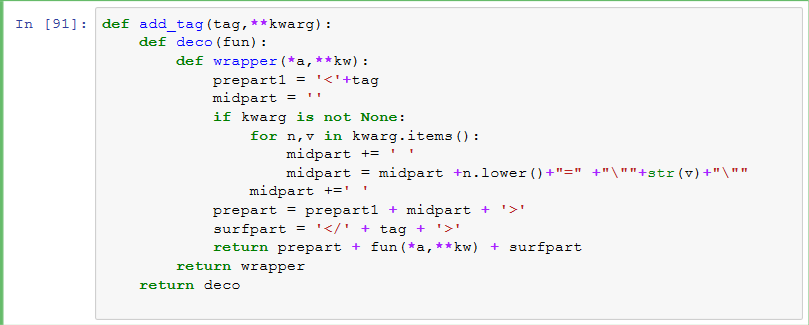 In [91]: def add_tag(tag,**kwarg):
    def deco(fun):
        def wrapper(*a,**kw):
            prepart1 = '<'+tag
            midpart = ''
            if kwarg is not None:
                for n,v in kwarg.items():
                    midpart += ' '
                    midpart = midpart +n.lower()+"=" +"\""+str(v)+"\""
                midpart +=' '
            prepart = prepart1 + midpart + '>'
            surfpart = '</' + tag + '>'
            return prepart + fun(*a,**kw) + surfpart
        return wrapper
    return deco